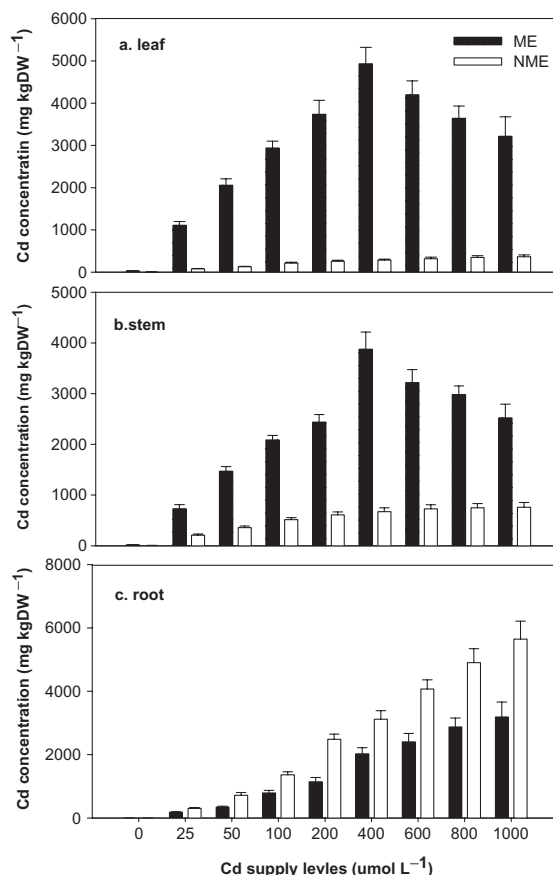 a. leaf
ME
NME
6000
5000
4000
3000
2000
1000
0
Cd concentratin (mg kgDW⁻¹)
b.stem
5000
4000
3000
2000
1000
0
Cd concentration (mg kgDW⁻¹)
c. root
8000
6000
4000
2000
0
Cd concentration (mg kgDW⁻¹)
0 25 50 100 200 400 600 800 1000
Cd supply levles (umol L⁻¹)